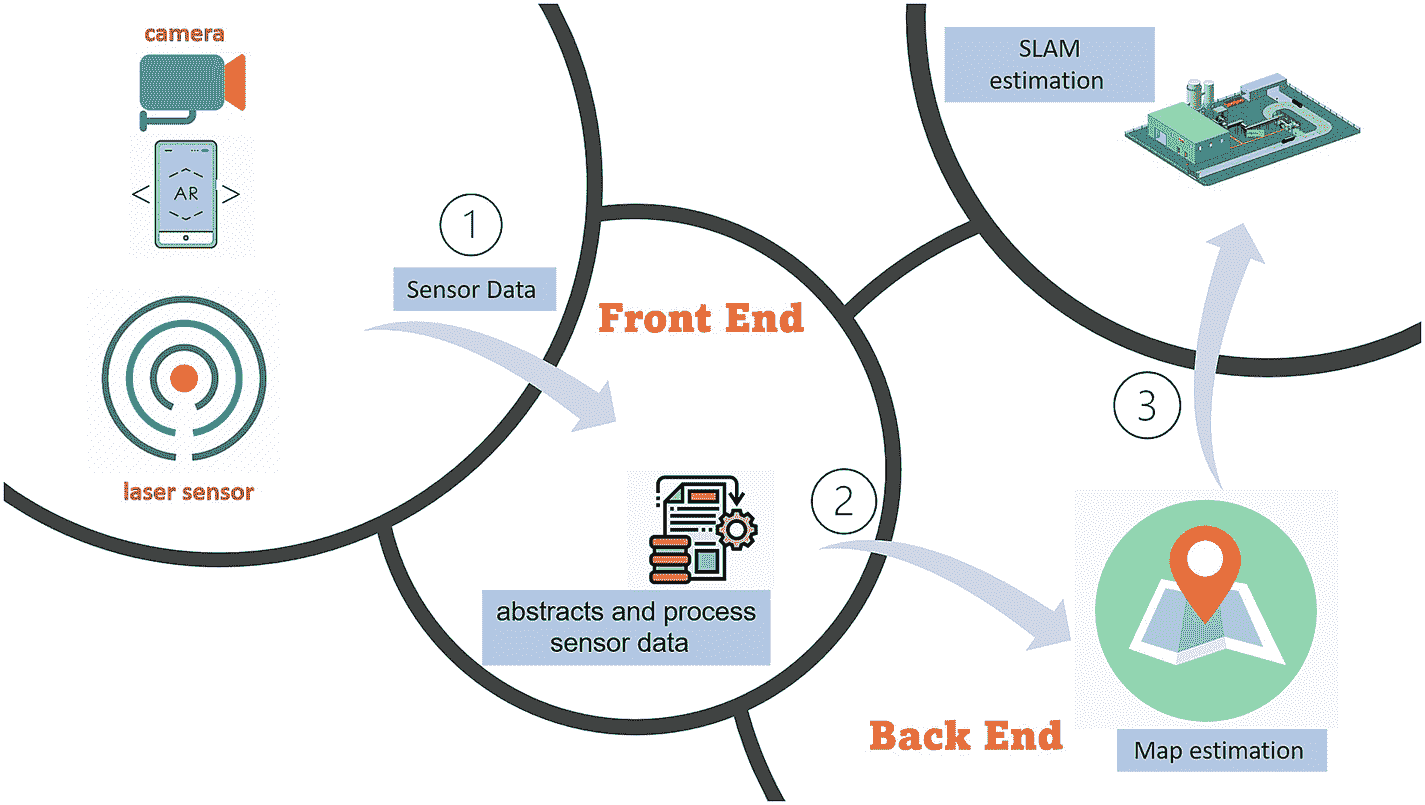 camera
< AR >
laser sensor
1
Sensor Data
Front End
abstracts and process
sensor data
2
Back End
Map estimation
3
SLAM
estimation